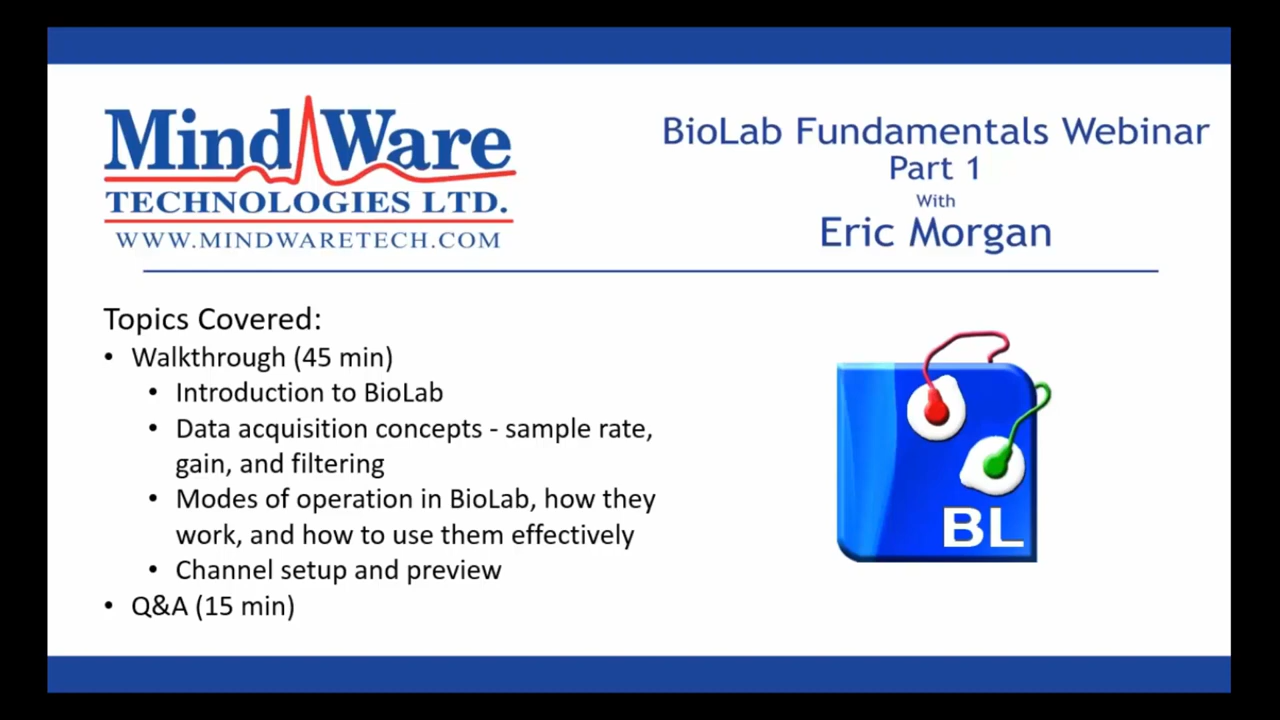 MindWare
TECHNOLOGIES LTD.
WWW.MINDWARETECH.COM
BioLab Fundamentals Webinar
Part 1
With
Eric Morgan
Topics Covered:
• Walkthrough (45 min)
• Introduction to BioLab
• Data acquisition concepts - sample rate,
gain, and filtering
• Modes of operation in BioLab, how they
work, and how to use them effectively
• Channel setup and preview
• Q&A (15 min)
BL